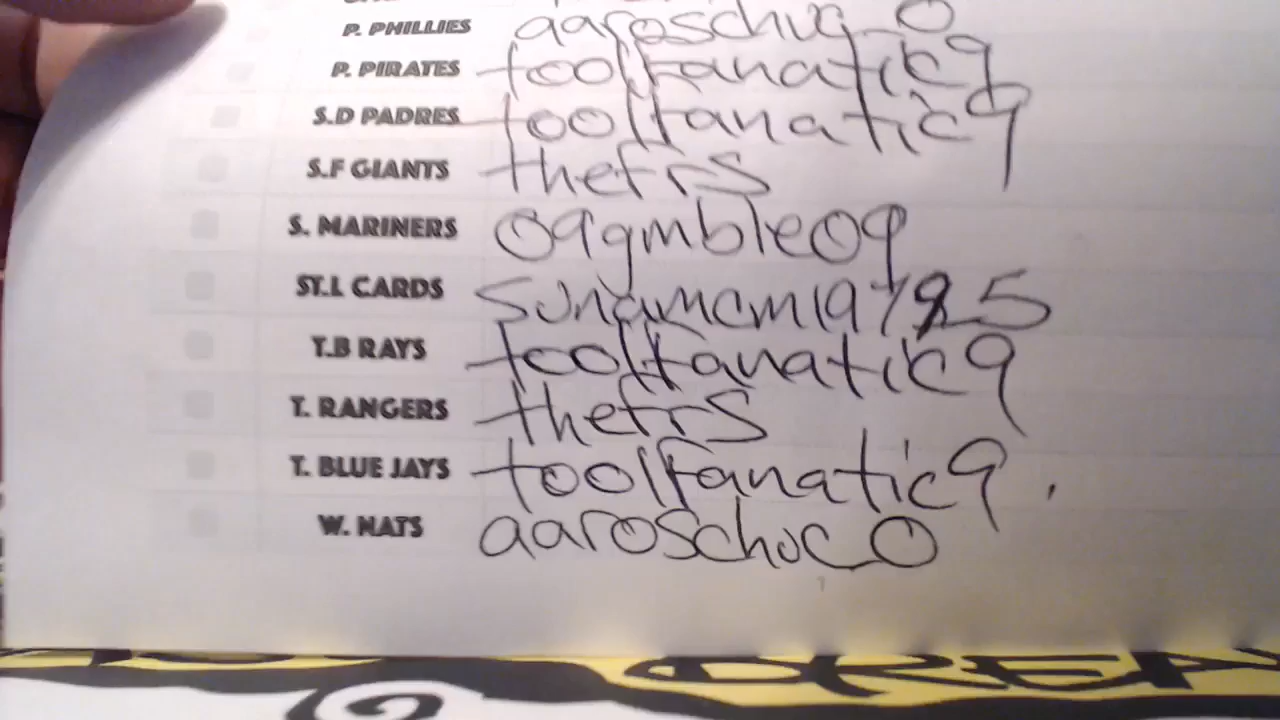 P. PHILLIES aaroschuc_0
P. PIRATES toolfanatic9
S.D PADRES toolfanatic9
S.F GIANTS thefrs
S. MARINERS 09gmble09
ST.L CARDS
T.B RAYS toolfanatic9
T. RANGERS thefrs
T. BLUE JAYS toolfanatic9.
W. NATS aaroschuc_0